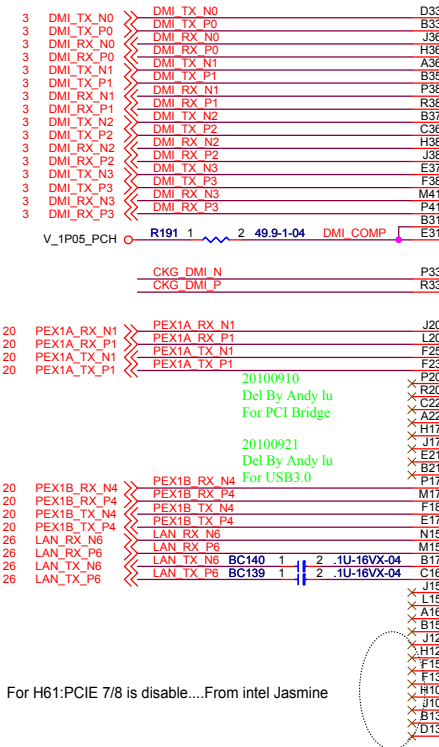 3 DMI_TX_N0 DMI_TX_N0 D33
3 DMI_TX_P0 DMI_TX_P0 B33
3 DMI_RX_N0 DMI_RX_N0 J36
3 DMI_RX_P0 DMI_RX_P0 H36
3 DMI_TX_N1 DMI_TX_N1 A36
3 DMI_TX_P1 DMI_TX_P1 B35
3 DMI_RX_N1 DMI_RX_N1 P38
3 DMI_RX_P1 DMI_RX_P1 R38
3 DMI_TX_N2 DMI_TX_N2 B37
3 DMI_TX_P2 DMI_TX_P2 C36
3 DMI_RX_N2 DMI_RX_N2 H38
3 DMI_RX_P2 DMI_RX_P2 J38
3 DMI_TX_N3 DMI_TX_N3 E37
3 DMI_TX_P3 DMI_TX_P3 F38
3 DMI_RX_N3 DMI_RX_N3 M41
3 DMI_RX_P3 DMI_RX_P3 P41
B31
V_1P05_PCH R191 1 2 49.9-1-04 DMI_COMP E31
CKG_DMI_N P33
CKG_DMI_P R33
20 PEX1A_RX_N1 PEX1A_RX_N1 J20
20 PEX1A_RX_P1 PEX1A_RX_P1 L20
20 PEX1A_TX_N1 PEX1A_TX_N1 F25
20 PEX1A_TX_P1 PEX1A_TX_P1 F23
20100910 P20
Del By Andy lu R20
C22
For PCI Bridge A22
H17
20100921 J17
Del By Andy lu E21
B21
For USB3.0
20 PEX1B_RX_N4 PEX1B_RX_N4 P17
20 PEX1B_RX_P4 PEX1B_RX_P4 M17
20 PEX1B_TX_N4 PEX1B_TX_N4 F18
20 PEX1B_TX_P4 PEX1B_TX_P4 E17
26 LAN_RX_N6 LAN_RX_N6 N15
26 LAN_RX_P6 LAN_RX_P6 M15
26 LAN_TX_N6 LAN_TX_N6 BC140 1 2 .1U-16VX-04 B17
26 LAN_TX_P6 LAN_TX_P6 BC139 1 2 .1U-16VX-04 C16
J15
L15
A16
B15
J12
H12
F15
F13
For H61:PCIE 7/8 is disable....From intel Jasmine H10
J10
B13
D13